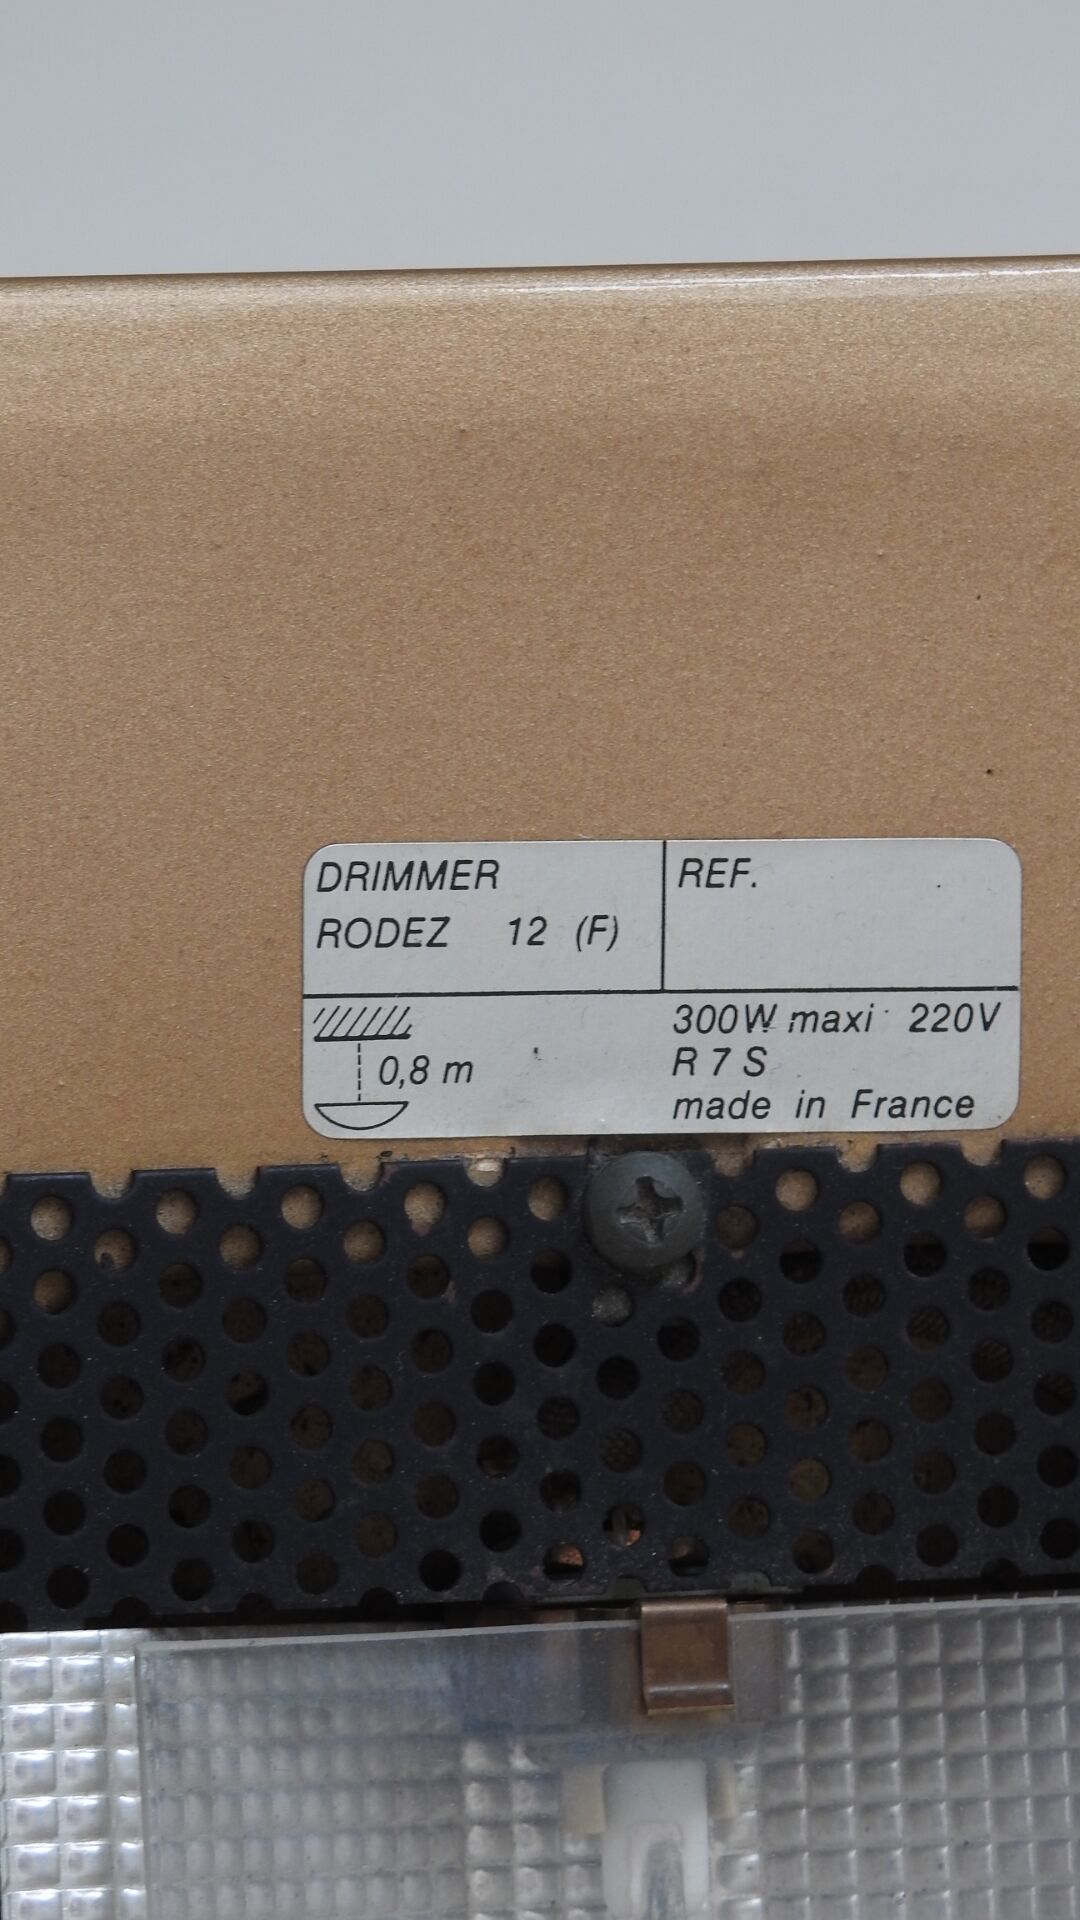 DRIMMER
RODEZ 12 (F)
REF.
0,8 m
300W maxi 220V
R 7 S
made in France